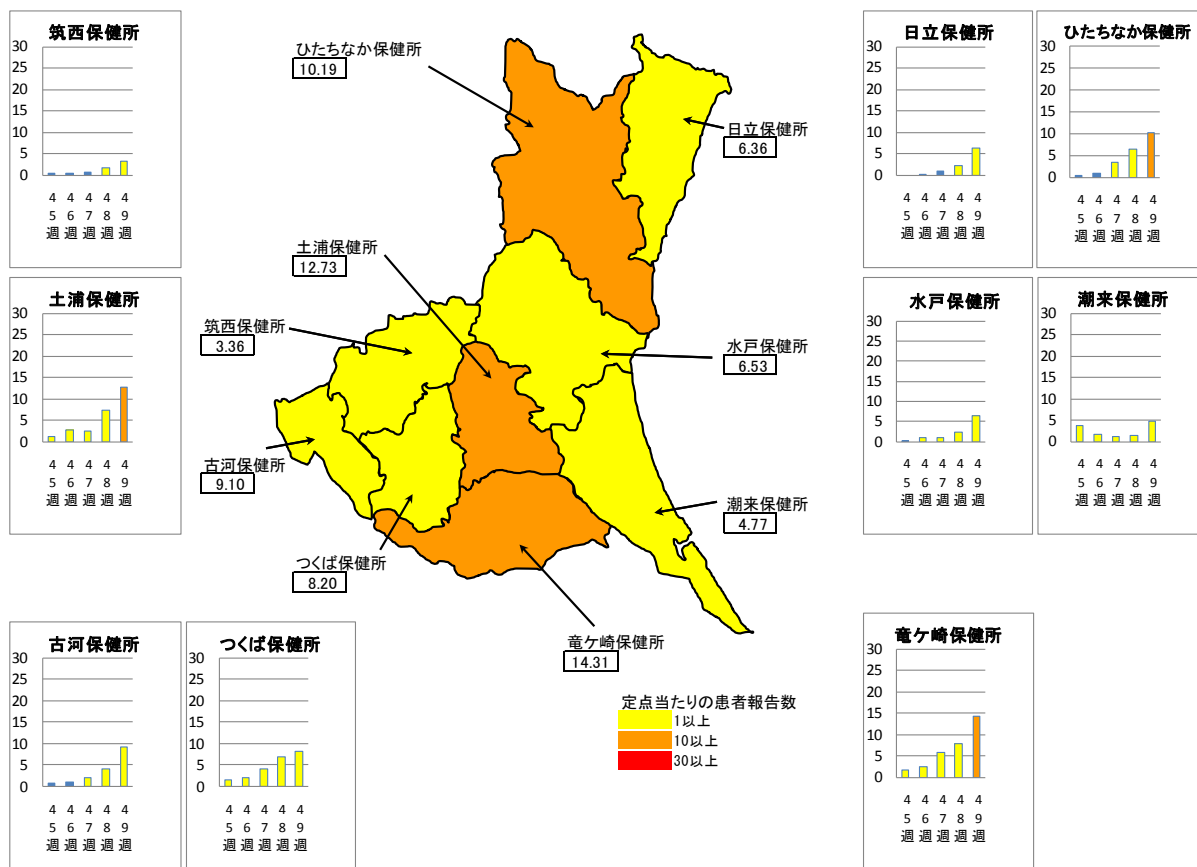 筑西保健所
30
25
20
15
10
5
0
45週
46週
47週
48週
49週
土浦保健所
30
25
20
15
10
5
0
45週
46週
47週
48週
49週
古河保健所
30
25
20
15
10
5
0
45週
46週
47週
48週
49週
つくば保健所
30
25
20
15
10
5
0
45週
46週
47週
48週
49週
ひたちなか保健所
10.19
日立保健所
6.36
土浦保健所
12.73
筑西保健所
3.36
水戸保健所
6.53
古河保健所
9.10
潮来保健所
4.77
つくば保健所
8.20
竜ケ崎保健所
14.31
定点当たりの患者報告数
1以上
10以上
30以上
日立保健所
30
25
20
15
10
5
0
45週
46週
47週
48週
49週
ひたちなか保健所
30
25
20
15
10
5
0
45週
46週
47週
48週
49週
水戸保健所
30
25
20
15
10
5
0
45週
46週
47週
48週
49週
潮来保健所
30
25
20
15
10
5
0
45週
46週
47週
48週
49週
竜ケ崎保健所
30
25
20
15
10
5
0
45週
46週
47週
48週
49週